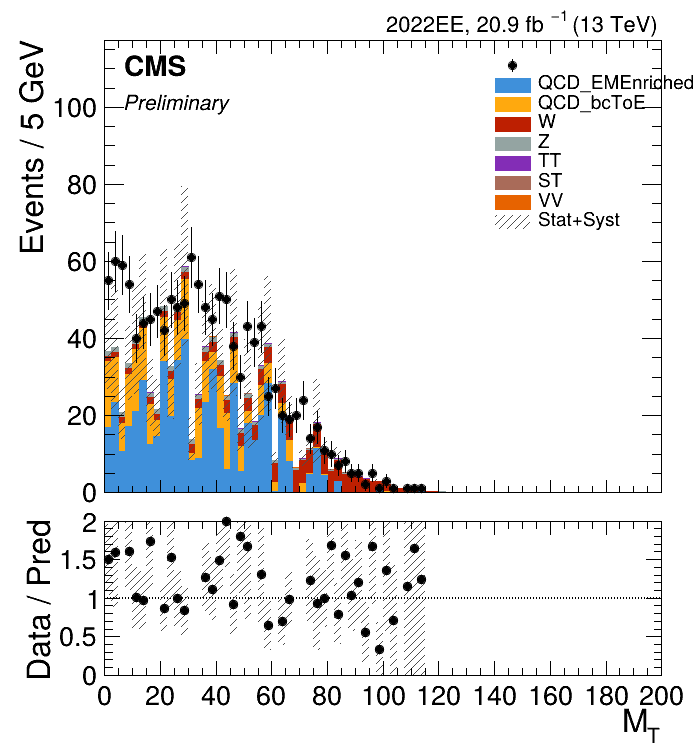 2022EE, 20.9 fb⁻¹ (13 TeV)
CMS
Preliminary
QCD_EMEnriched
QCD_bcToE
W
Z
TT
ST
VV
Stat+Syst
Events / 5 GeV
100
80
60
40
20
0
Data / Pred
2
1.5
1
0.5
0
0 20 40 60 80 100 120 140 160 180 200
M_T